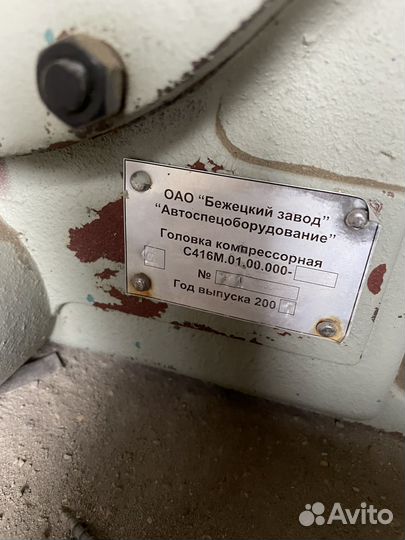 ОАО "Бежецкий завод"
"Автоспецоборудование"
Головка компрессорная
С416М.01.00.000-
№
Год выпуска 200
Avito